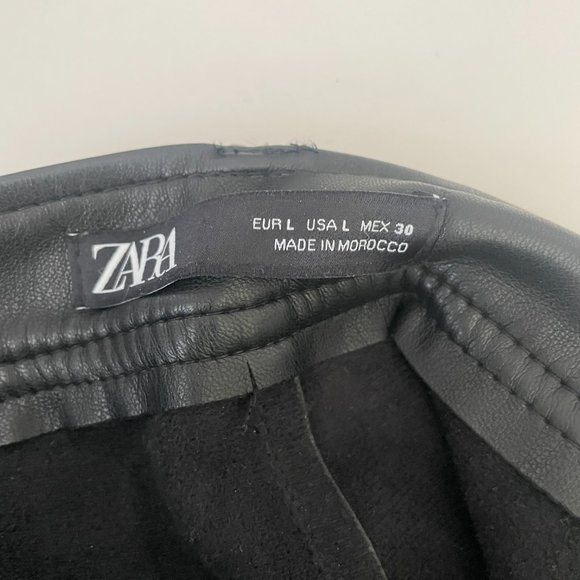 ZARA
EUR L USA L MEX 30
MADE IN MOROCCO